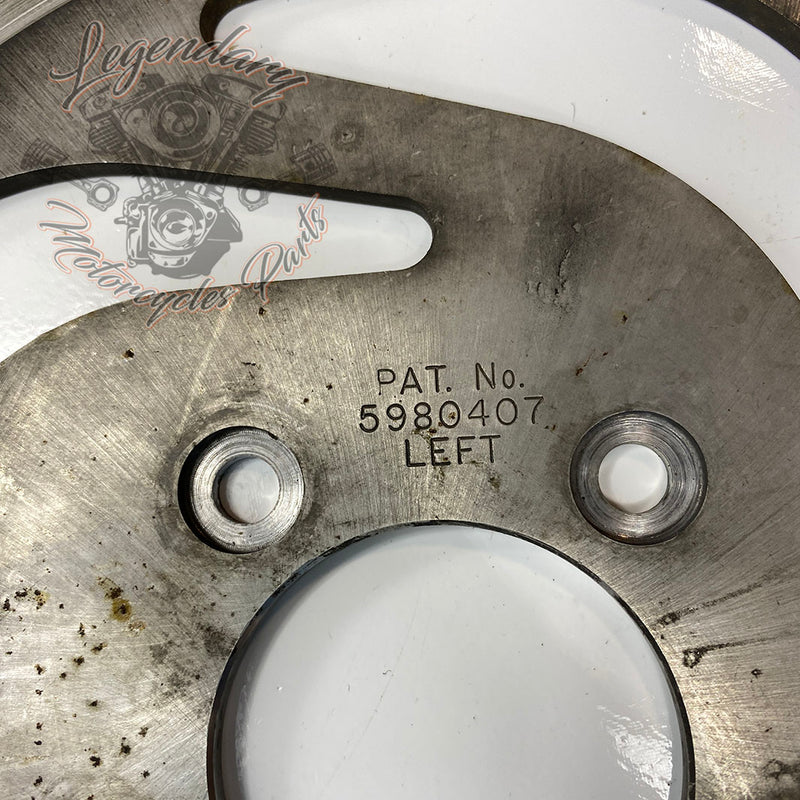 Legendary
Motorcycles Parts
PAT. No.
5980407
LEFT